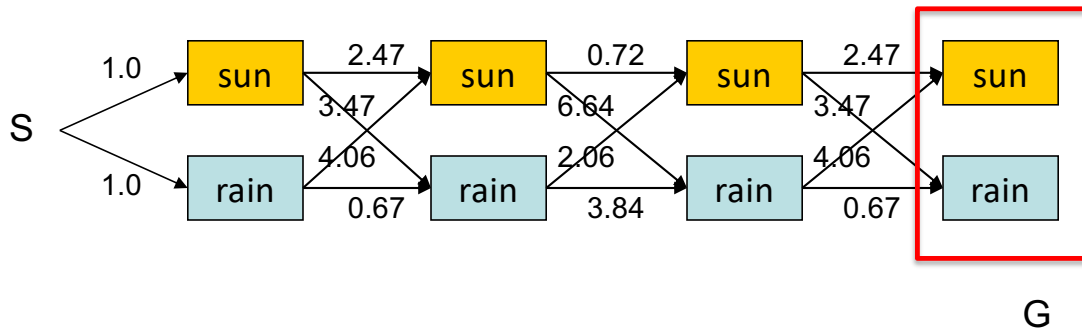 2.47 0.72 2.47
1.0 sun sun sun sun
3.47 6.64 3.47
S
4.06 2.06 4.06
1.0 rain rain rain rain
0.67 3.84 0.67
G